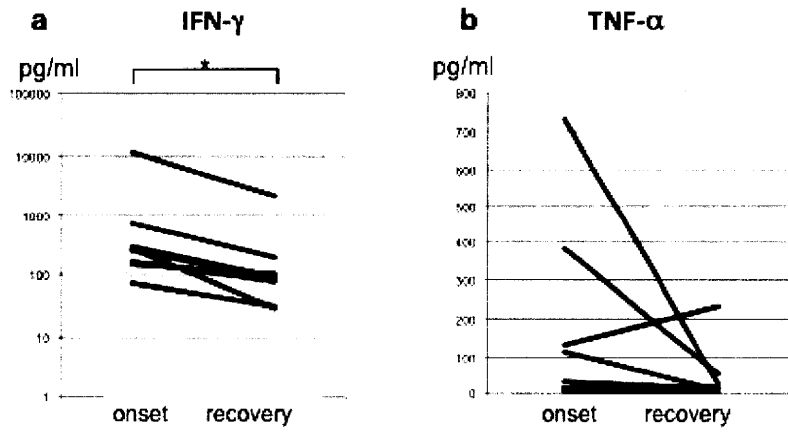 a IFN-γ
pg/ml
*
100000
10000
1000
100
10
1
onset recovery
b TNF-α
pg/ml
800
700
600
500
400
300
200
100
0
onset recovery